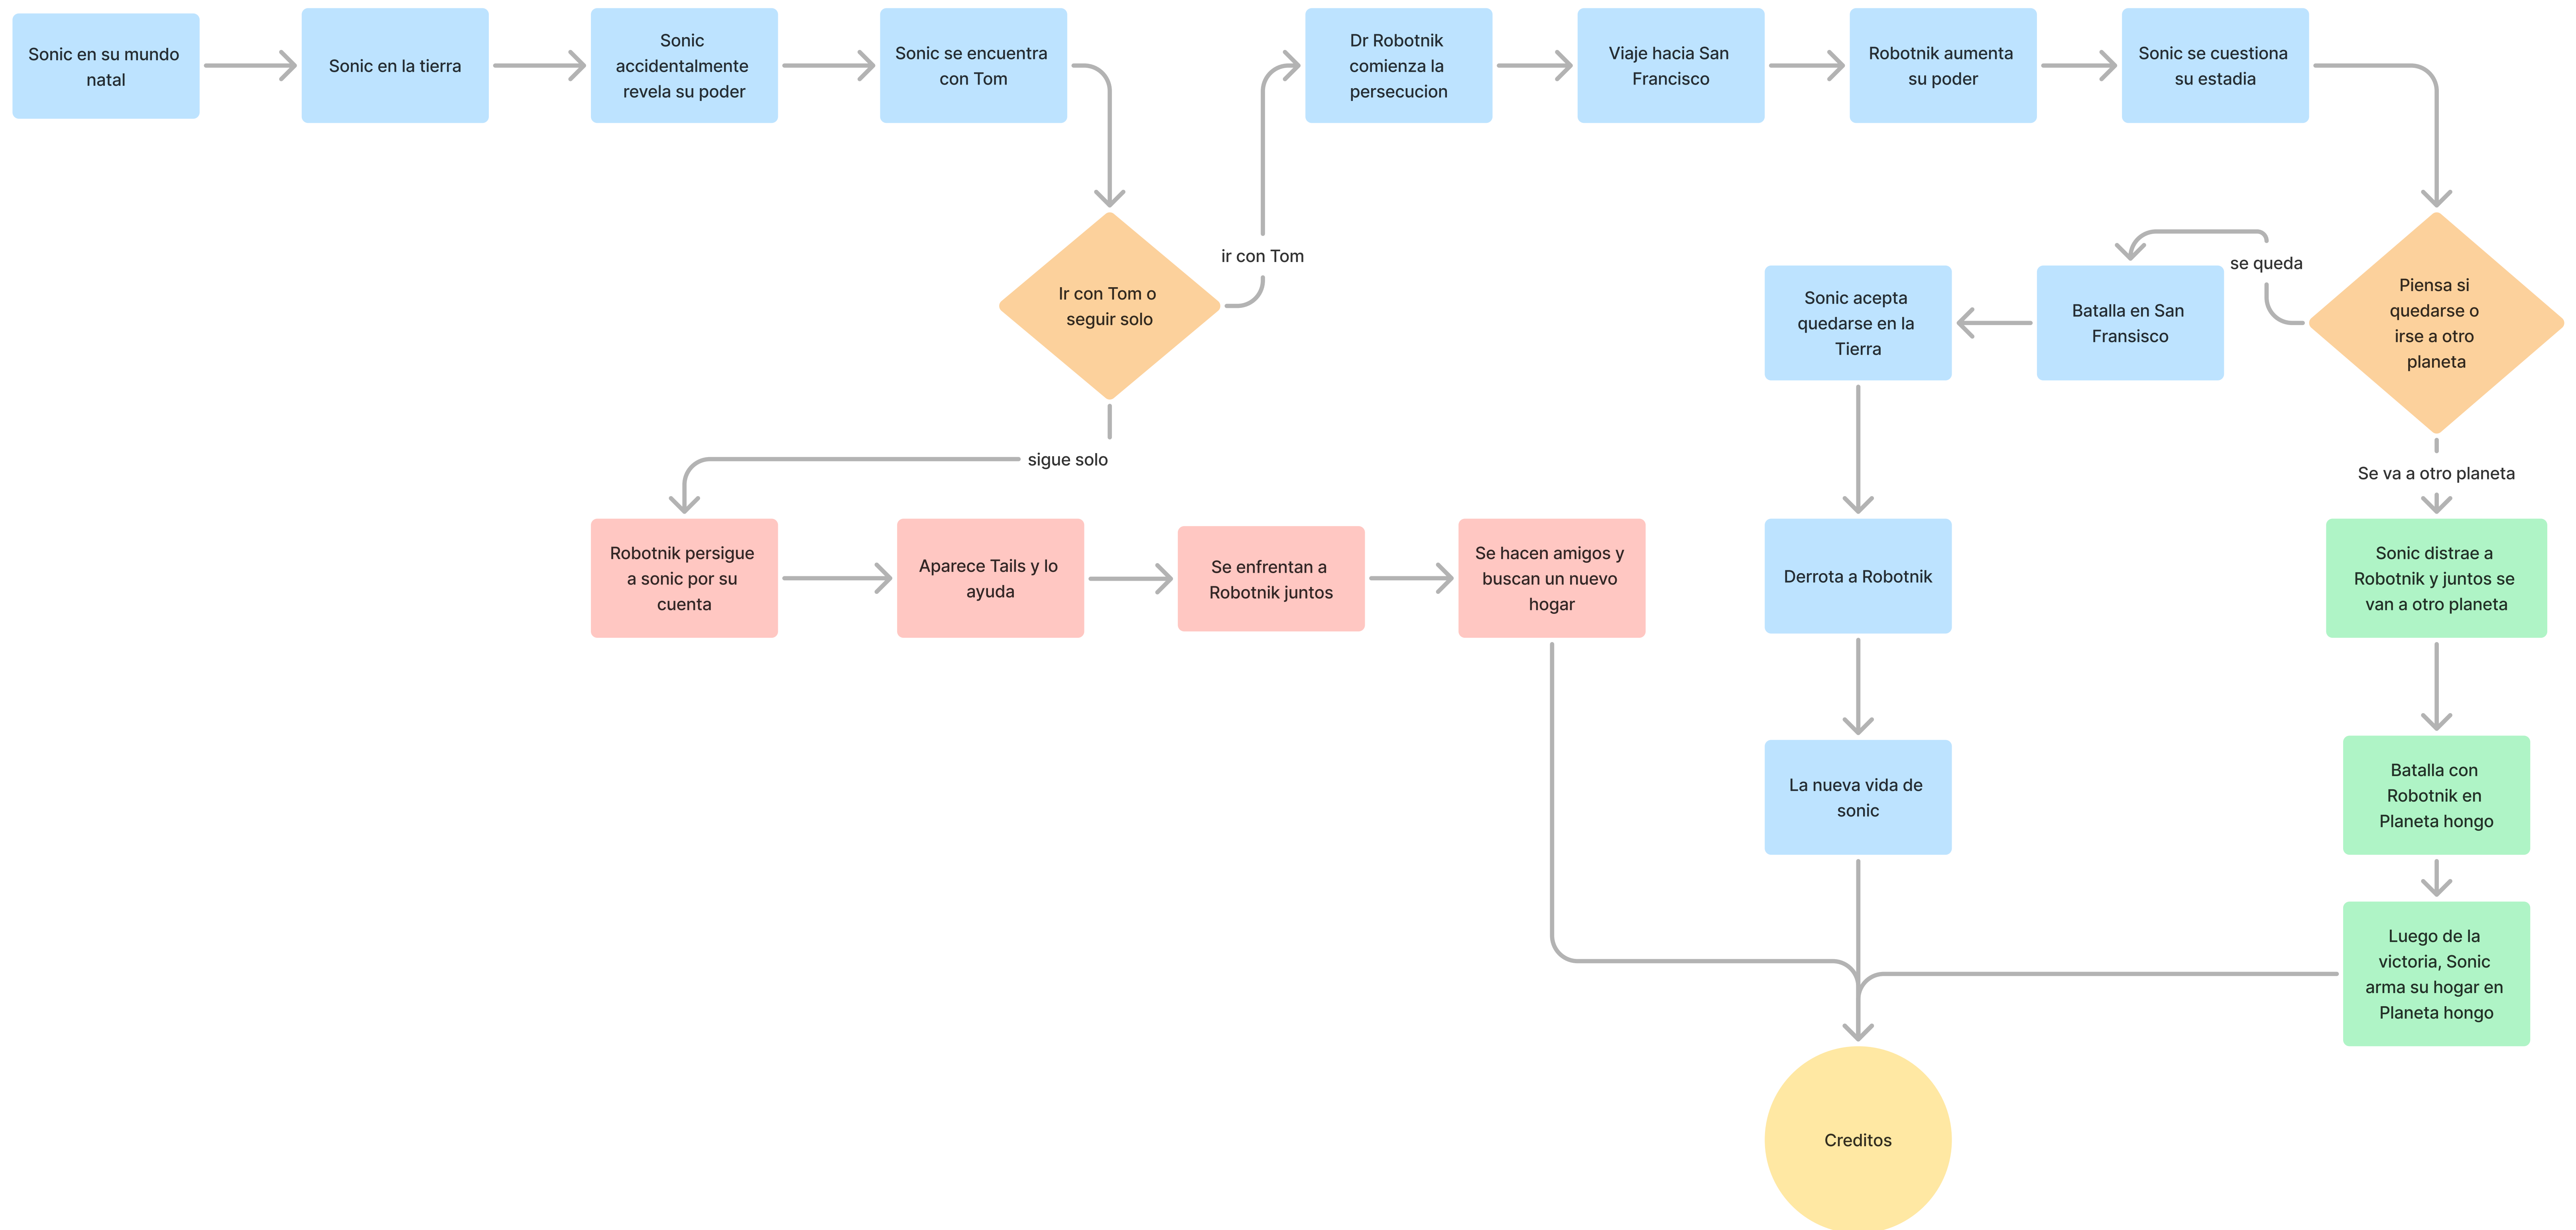 Sonic en su mundo
natal
Sonic en la tierra
Sonic
accidentalmente
revela su poder
Sonic se encuentra
con Tom
Dr Robotnik
comienza la
persecucion
Viaje hacia San
Francisco
Robotnik aumenta
su poder
Sonic se cuestiona
su estadia
ir con Tom
Ir con Tom o
seguir solo
sigue solo
se queda
Piensa si
quedarse o
irse a otro
planeta
Batalla en San
Fransisco
Sonic acepta
quedarse en la
Tierra
Se va a otro planeta
Robotnik persigue
a sonic por su
cuenta
Aparece Tails y lo
ayuda
Se enfrentan a
Robotnik juntos
Se hacen amigos y
buscan un nuevo
hogar
Derrota a Robotnik
Sonic distrae a
Robotnik y juntos se
van a otro planeta
La nueva vida de
sonic
Batalla con
Robotnik en
Planeta hongo
Luego de la
victoria, Sonic
arma su hogar en
Planeta hongo
Creditos